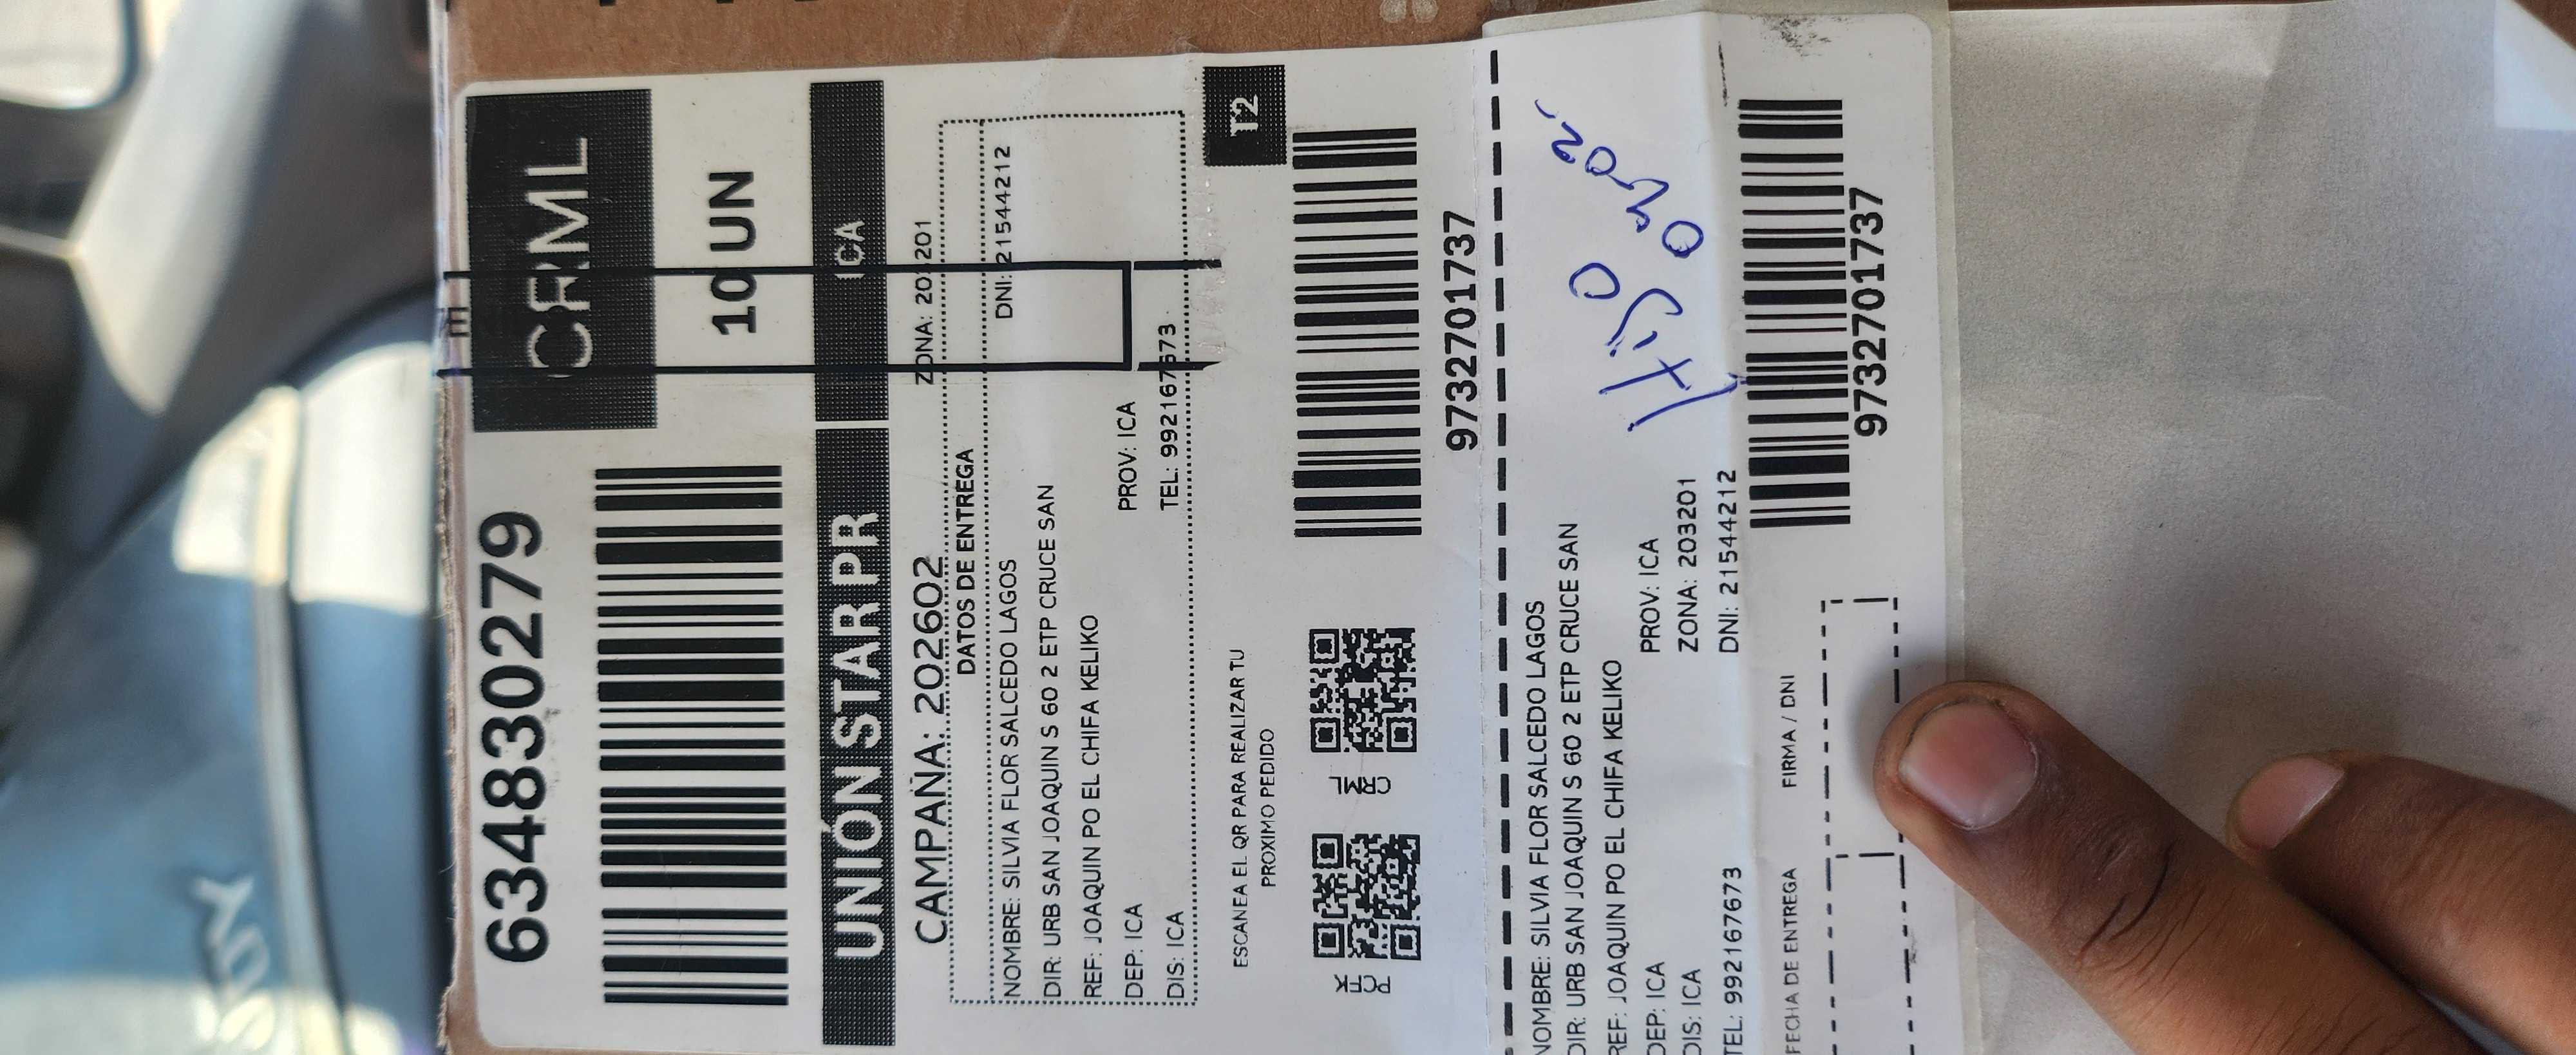 6348830279
CRML
10 UN
UNIÓN STAR PR
ICA
CAMPAÑA: 202602
ZONA: 203201
DATOS DE ENTREGA
NOMBRE: SILVIA FLOR SALCEDO LAGOS
DNI: 21544212
DIR: URB SAN JOAQUIN S 60 2 ETP CRUCE SAN
REF: JOAQUIN PO EL CHIFA KELIKO
DEP: ICA
PROV: ICA
DIS: ICA
TEL: 992167673
T2
ESCANEA EL QR PARA REALIZAR TU
PROXIMO PEDIDO
CRML
9732701737
NOMBRE: SILVIA FLOR SALCEDO LAGOS
DIR: URB SAN JOAQUIN S 60 2 ETP CRUCE SAN
REF: JOAQUIN PO EL CHIFA KELIKO
DEP: ICA
PROV: ICA
DIS: ICA
ZONA: 203201
TEL: 992167673
DNI: 21544212
Hijo
FECHA DE ENTREGA
FIRMA / DNI
9732701737